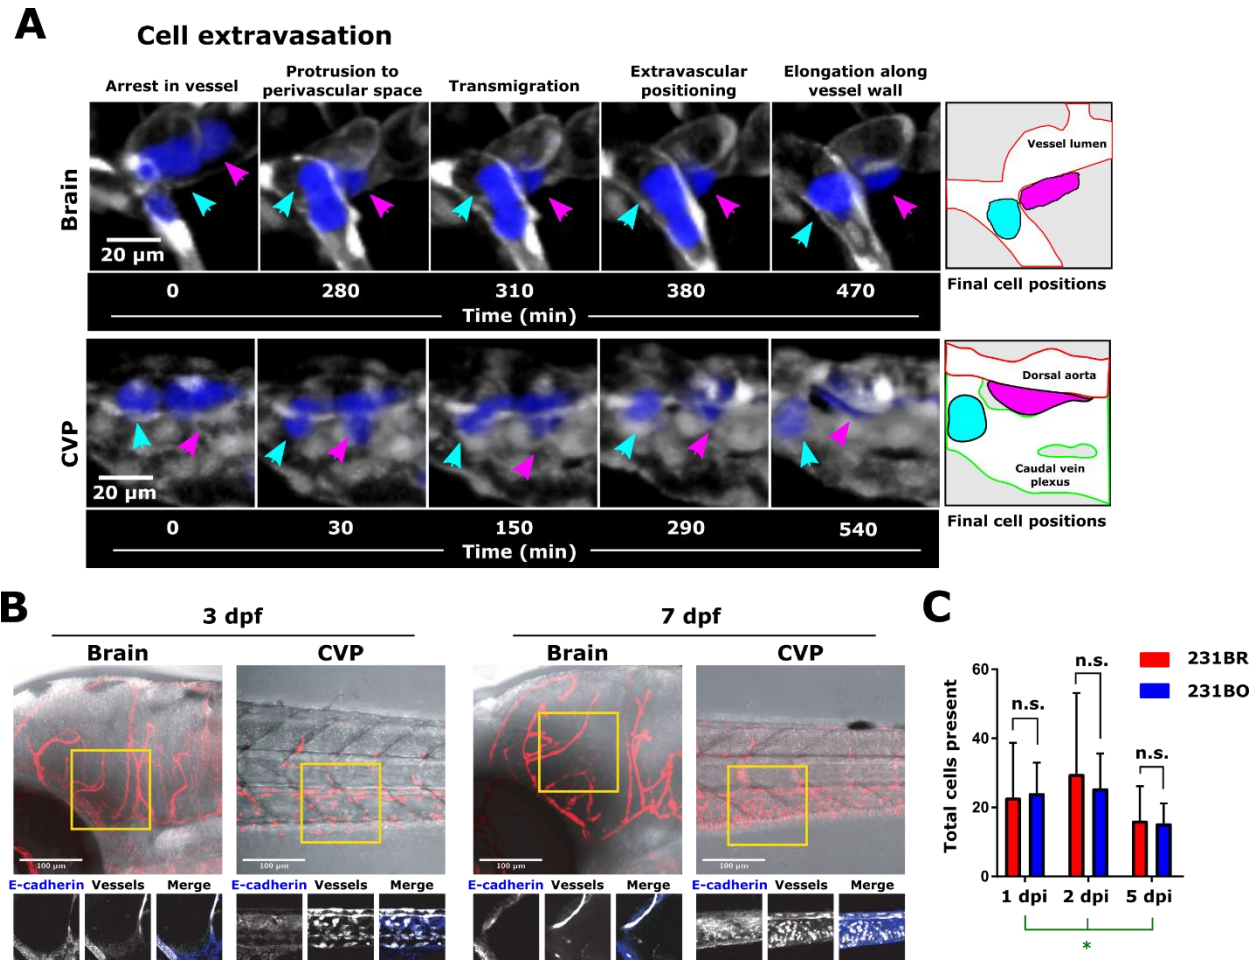 A
Cell extravasation
Arrest in vessel
Protrusion to
perivascular space
Transmigration
Extravascular
positioning
Elongation along
vessel wall
Brain
20 µm
Vessel lumen
0 280 310 380 470
Time (min)
Final cell positions
CVP
20 µm
Dorsal aorta
Caudal vein
plexus
0 30 150 290 540
Time (min)
Final cell positions
B
3 dpf
Brain CVP
100 µm 100 µm
E-cadherin Vessels Merge E-cadherin Vessels Merge
7 dpf
Brain CVP
100 µm 100 µm
E-cadherin Vessels Merge E-cadherin Vessels Merge
C
231BR
231BO
Total cells present
60
40
20
0
n.s. n.s. n.s.
1 dpi 2 dpi 5 dpi
*